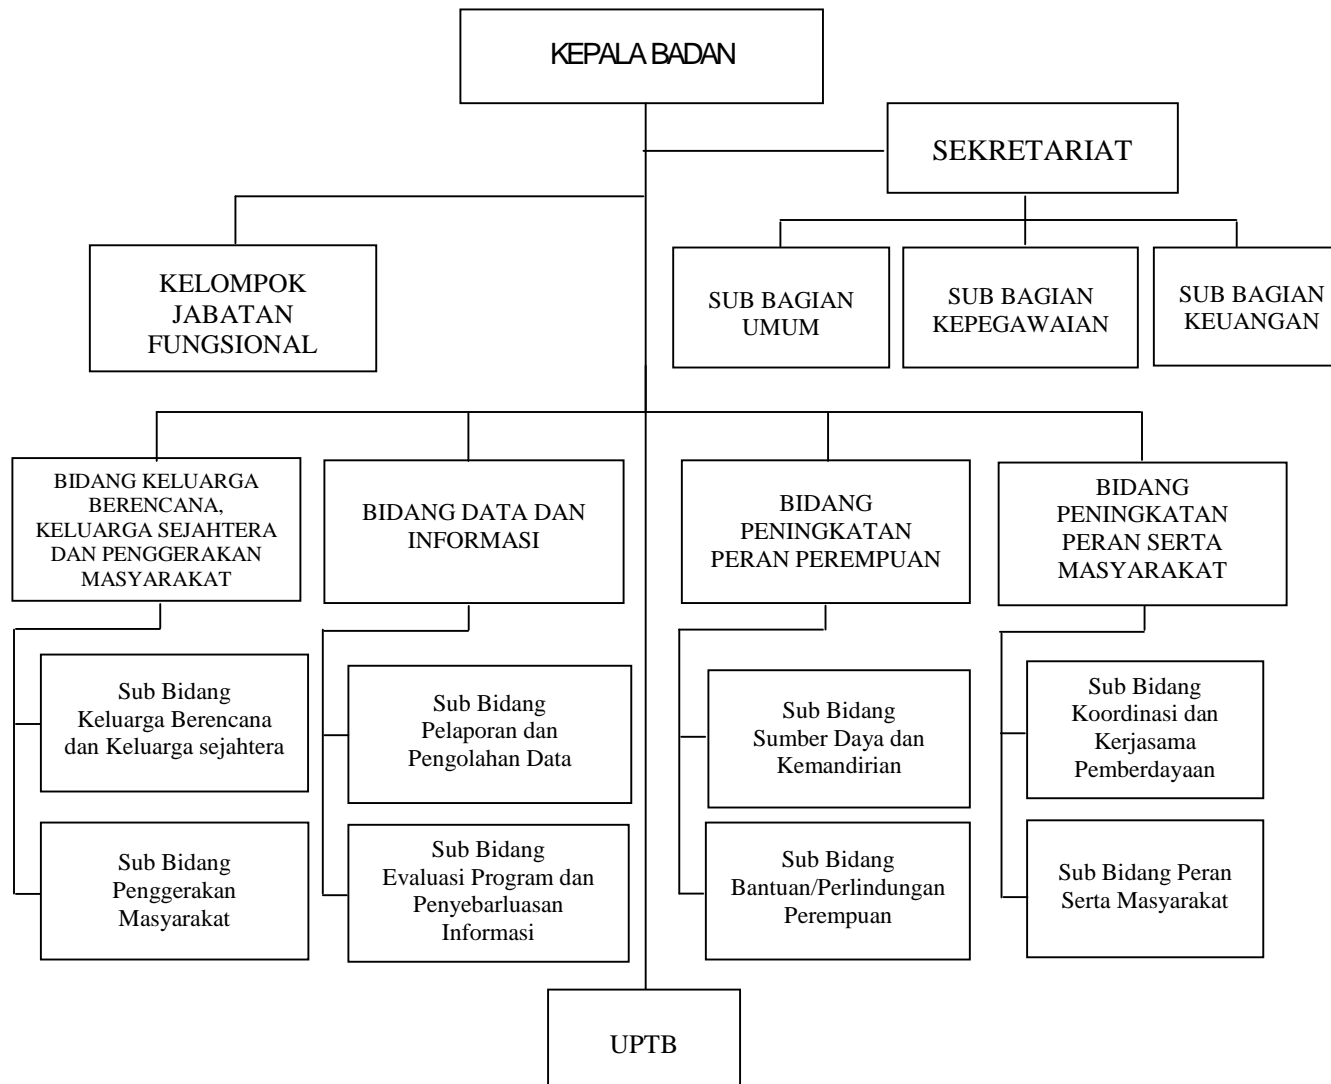 KEPALA BADAN
SEKRETARIAT
KELOMPOK
JABATAN
FUNGSIONAL
SUB BAGIAN
UMUM
SUB BAGIAN
KEPEGAWAIAN
SUB BAGIAN
KEUANGAN
BIDANG KELUARGA
BERENCANA,
KELUARGA SEJAHTERA
DAN PENGGERAKAN
MASYARAKAT
BIDANG DATA DAN
INFORMASI
BIDANG
PENINGKATAN
PERAN PEREMPUAN
BIDANG
PENINGKATAN
PERAN SERTA
MASYARAKAT
Sub Bidang
Keluarga Berencana
dan Keluarga sejahtera
Sub Bidang
Pelaporan dan
Pengolahan Data
Sub Bidang
Sumber Daya dan
Kemandirian
Sub Bidang
Koordinasi dan
Kerjasama
Pemberdayaan
Sub Bidang
Penggerakan
Masyarakat
Sub Bidang
Evaluasi Program dan
Penyebarluasan
Informasi
Sub Bidang
Bantuan/Perlindungan
Perempuan
Sub Bidang Peran
Serta Masyarakat
UPTB